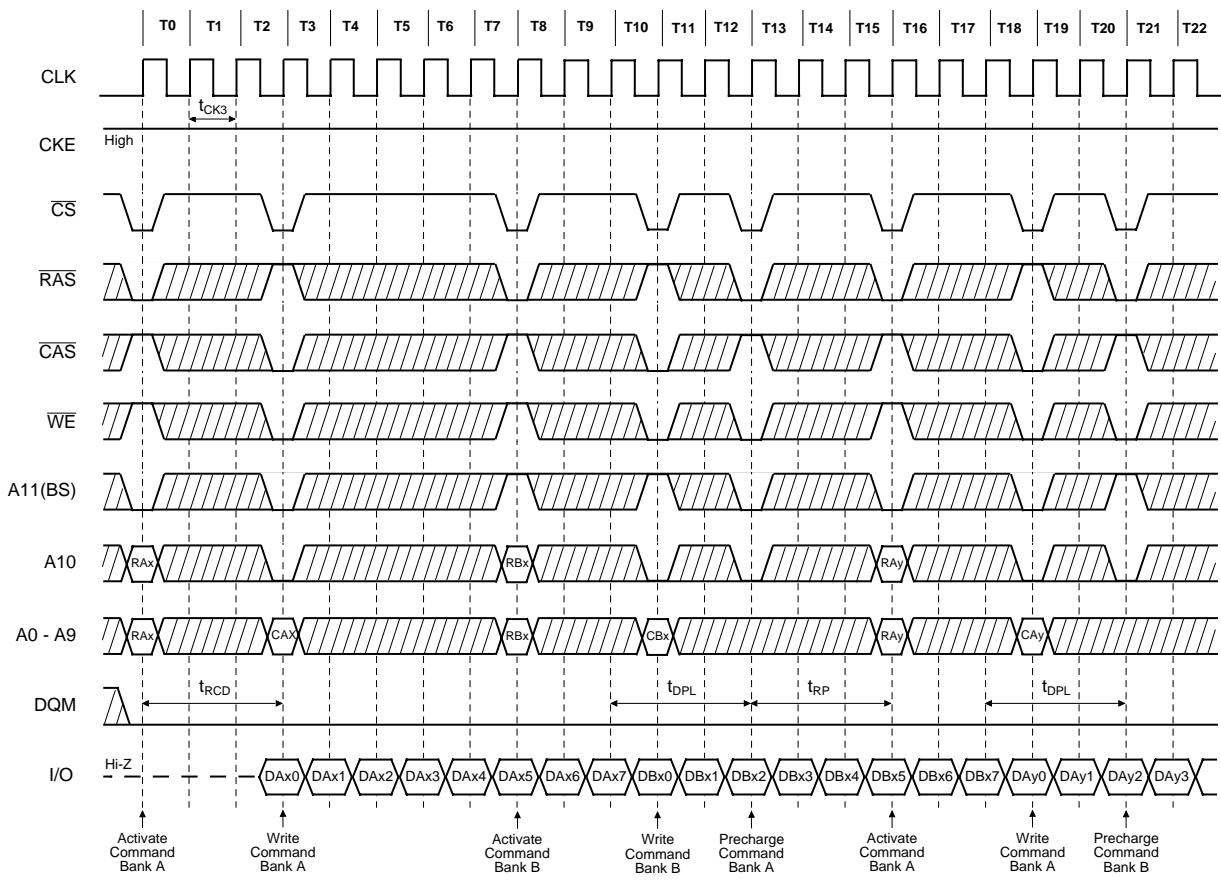 T0 T1 T2 T3 T4 T5 T6 T7 T8 T9 T10 T11 T12 T13 T14 T15 T16 T17 T18 T19 T20 T21 T22
CLK
tCK3
CKE High
CS
RAS
CAS
WE
A11(BS)
A10 RAx RBx RAy
A0 - A9 RAx CAX RBx CBx RAy CAy
DQM tRCD tDPL tRP tDPL
I/O Hi-Z DAx0 DAx1 DAx2 DAx3 DAx4 DAx5 DAx6 DAx7 DBx0 DBx1 DBx2 DBx3 DBx4 DBx5 DBx6 DBx7 DAy0 DAy1 DAy2 DAy3
Activate Command Bank A
Write Command Bank A
Activate Command Bank B
Write Command Bank B
Precharge Command Bank A
Activate Command Bank A
Write Command Bank A
Precharge Command Bank B